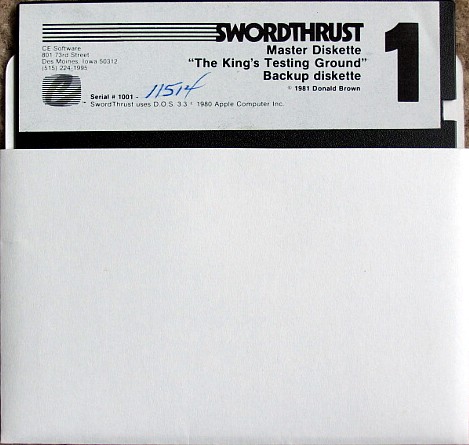 SWORDTHRUST
Master Diskette
"The King's Testing Ground"
Backup diskette
1
© 1981 Donald Brown
CE Software
801 73rd Street
Des Moines, Iowa 50312
(515) 224-1995
Serial # 1001 - 11514
SwordThrust uses D.O.S. 3.3 © 1980 Apple Computer Inc.